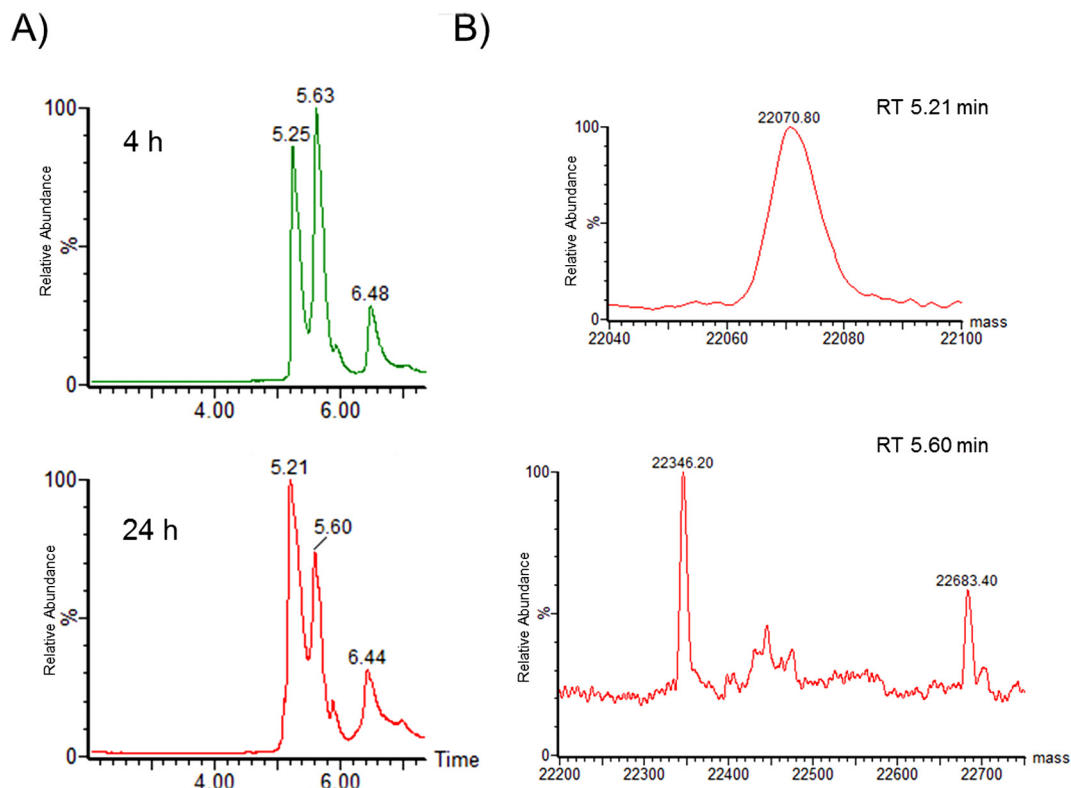 A)
4 h
Relative Abundance
%
100
0
5.25
5.63
6.48
4.00
6.00
24 h
Relative Abundance
%
100
0
5.21
5.60
6.44
4.00
6.00
Time
B)
RT 5.21 min
Relative Abundance
%
100
0
22070.80
22040
22060
22080
22100
mass
RT 5.60 min
Relative Abundance
%
100
0
22346.20
22683.40
22200
22300
22400
22500
22600
22700
mass